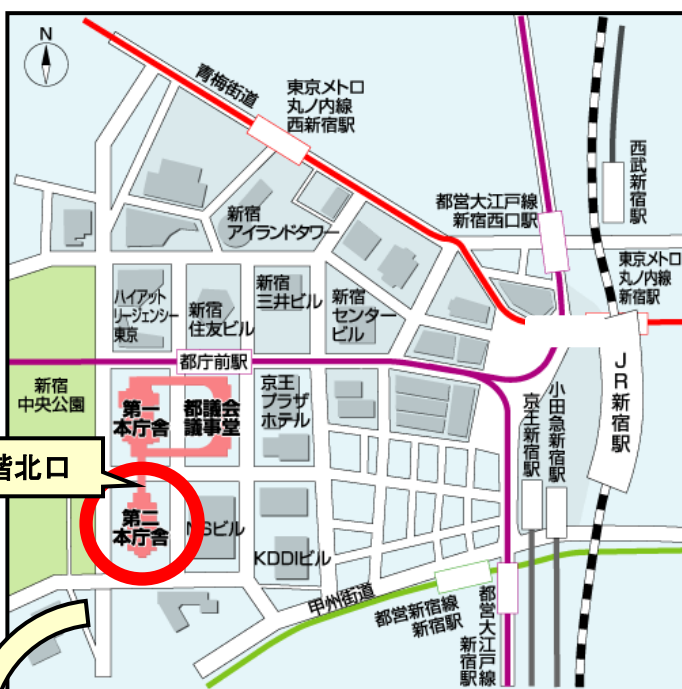 N
青梅街道
東京メトロ
丸ノ内線
西新宿駅
西武新宿駅
都営大江戸線
新宿西口駅
新宿
アイランドタワー
東京メトロ
丸ノ内線
新宿駅
ハイアット
リージェンシー
東京
新宿
住友ビル
新宿
三井ビル
新宿
センター
ビル
都庁前駅
JR新宿駅
新宿
中央公園
第一
本庁舎
都議会
議事堂
京王
プラザ
ホテル
小田急新宿駅
京王新宿駅
階北口
第二
本庁舎
NSビル
KDDIビル
甲州街道
都営新宿線
新宿駅
都営大江戸線
新宿駅